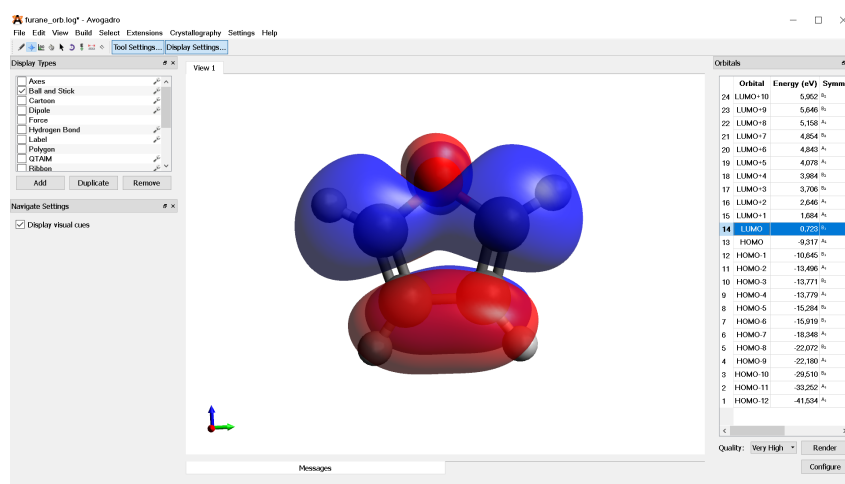 furane_orb.log* - Avogadro
File Edit View Build Select Extensions Crystallography Settings Help
Tool Settings... Display Settings...
Display Types
Axes
Ball and Stick
Cartoon
Dipole
Force
Hydrogen Bond
Label
Polygon
QTAIM
Ribbon
Add Duplicate Remove
Navigate Settings
Display visual cues
View 1
Messages
Orbitals
Orbital Energy (eV) Symm
24 LUMO+10 5,952
23 LUMO+9 5,646
22 LUMO+8 5,158
21 LUMO+7 4,854
20 LUMO+6 4,843
19 LUMO+5 4,078
18 LUMO+4 3,984
17 LUMO+3 3,706
16 LUMO+2 2,646
15 LUMO+1 1,684
14 LUMO 0,723
13 HOMO -9,317
12 HOMO-1 -10,645
11 HOMO-2 -13,496
10 HOMO-3 -13,771
9 HOMO-4 -13,779
8 HOMO-5 -15,284
7 HOMO-6 -15,919
6 HOMO-7 -18,348
5 HOMO-8 -22,072
4 HOMO-9 -22,180
3 HOMO-10 -29,510
2 HOMO-11 -33,252
1 HOMO-12 -41,534
Quality: Very High Render
Configure